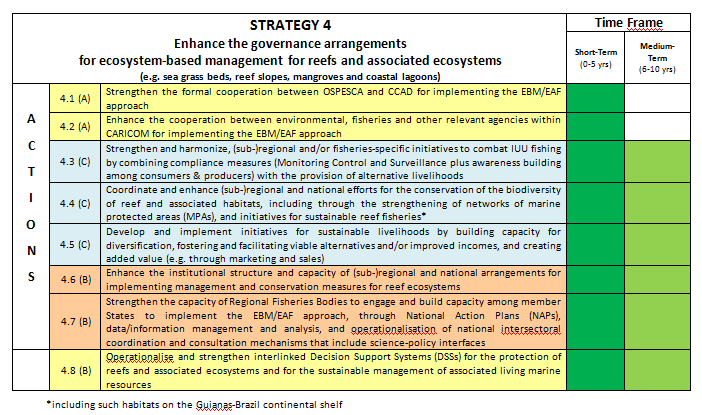 STRATEGY 4
Enhance the governance arrangements
for ecosystem-based management for reefs and associated ecosystems
(e.g. sea grass beds, reef slopes, mangroves and coastal lagoons)
Time Frame
Short-Term
(0-5 yrs)
Medium-
Term
(6-10 yrs)
A
C
T
I
O
N
S
4.1 (A)
Strengthen the formal cooperation between OSPESCA and CCAD for implementing the EBM/EAF
approach
4.2 (A)
Enhance the cooperation between environmental, fisheries and other relevant agencies within
CARICOM for implementing the EBM/EAF approach
4.3 (C)
Strengthen and harmonize, (sub-)regional and/or fisheries-specific initiatives to combat IUU fishing
by combining compliance measures (Monitoring Control and Surveillance plus awareness building
among consumers & producers) with the provision of alternative livelihoods
4.4 (C)
Coordinate and enhance (sub-)regional and national efforts for the conservation of the biodiversity
of reef and associated habitats, including through the strengthening of networks of marine
protected areas (MPAs), and initiatives for sustainable reef fisheries*
4.5 (C)
Develop and implement initiatives for sustainable livelihoods by building capacity for
diversification, fostering and facilitating viable alternatives and/or improved incomes, and creating
added value (e.g. through marketing and sales)
4.6 (B)
Enhance the institutional structure and capacity of (sub-)regional and national arrangements for
implementing management and conservation measures for reef ecosystems
4.7 (B)
Strengthen the capacity of Regional Fisheries Bodies to engage and build capacity among member
States to implement the EBM/EAF approach, through National Action Plans (NAPs),
data/information management and analysis, and operationalisation of national intersectoral
coordination and consultation mechanisms that include science-policy interfaces
4.8 (B)
Operationalise and strengthen interlinked Decision Support Systems (DSSs) for the protection of
reefs and associated ecosystems and for the sustainable management of associated living marine
resources
*including such habitats on the Guianas-Brazil continental shelf